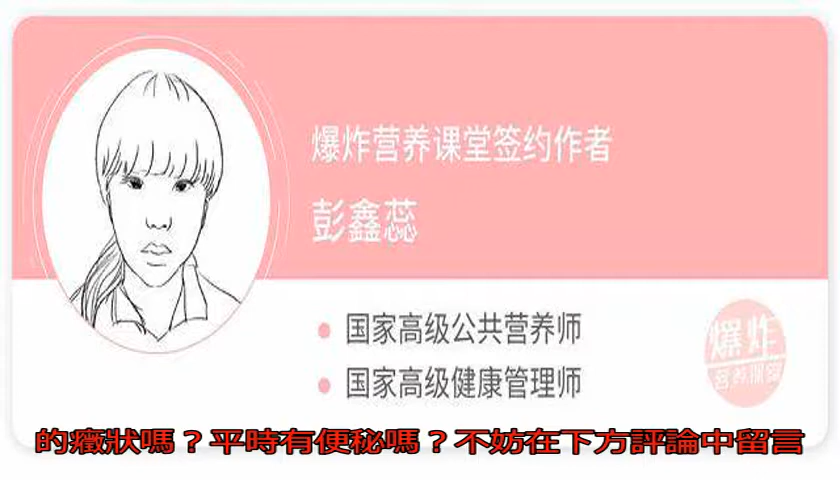 爆炸营养课堂签约作者
彭鑫蕊
国家高级公共营养师
国家高级健康管理师
爆炸
营养课堂
的癥狀嗎？平時有便秘嗎？不妨在下方評論中留言